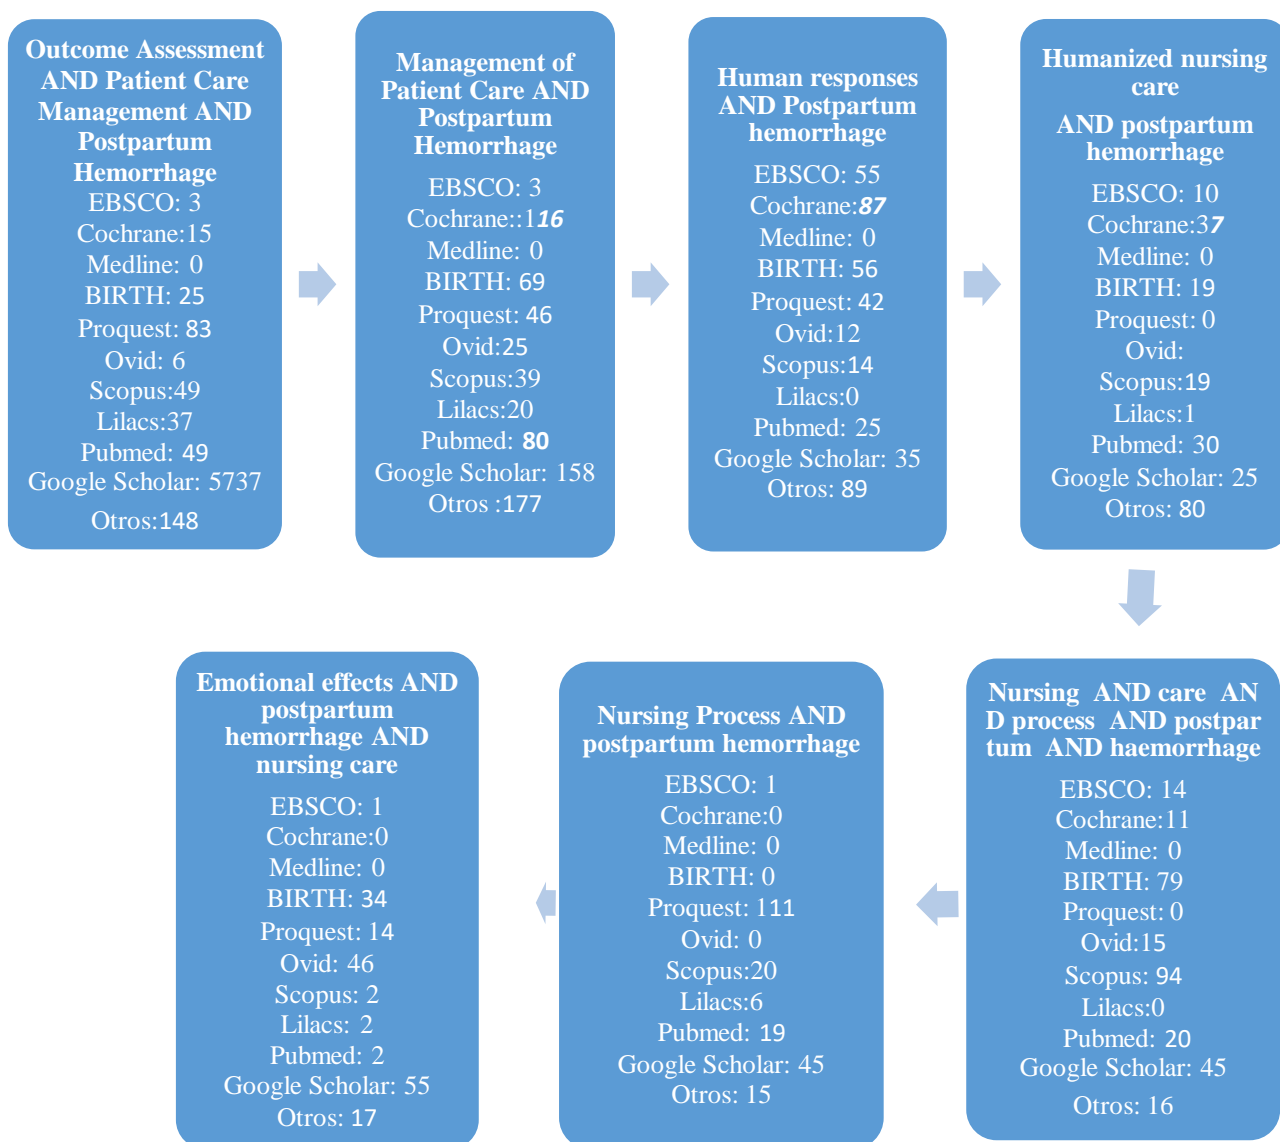 Outcome Assessment
AND Patient Care
Management AND
Postpartum
Hemorrhage
EBSCO: 3
Cochrane:15
Medline: 0
BIRTH: 25
Proquest: 83
Ovid: 6
Scopus:49
Lilacs:37
Pubmed: 49
Google Scholar: 5737
Otros:148
Management of
Patient Care AND
Postpartum
Hemorrhage
EBSCO: 3
Cochrane::116
Medline: 0
BIRTH: 69
Proquest: 46
Ovid:25
Scopus:39
Lilacs:20
Pubmed: 80
Google Scholar: 158
Otros :177
Human responses
AND Postpartum
hemorrhage
EBSCO: 55
Cochrane:87
Medline: 0
BIRTH: 56
Proquest: 42
Ovid:12
Scopus:14
Lilacs:0
Pubmed: 25
Google Scholar: 35
Otros: 89
Humanized nursing
care
AND postpartum
hemorrhage
EBSCO: 10
Cochrane:37
Medline: 0
BIRTH: 19
Proquest: 0
Ovid:
Scopus:19
Lilacs:1
Pubmed: 30
Google Scholar: 25
Otros: 80
Nursing AND care AN
D process AND postpar
tum AND haemorrhage
EBSCO: 14
Cochrane:11
Medline: 0
BIRTH: 79
Proquest: 0
Ovid:15
Scopus: 94
Lilacs:0
Pubmed: 20
Google Scholar: 45
Otros: 16
Nursing Process AND
postpartum hemorrhage
EBSCO: 1
Cochrane:0
Medline: 0
BIRTH: 0
Proquest: 111
Ovid: 0
Scopus:20
Lilacs:6
Pubmed: 19
Google Scholar: 45
Otros: 15
Emotional effects AND
postpartum
hemorrhage AND
nursing care
EBSCO: 1
Cochrane:0
Medline: 0
BIRTH: 34
Proquest: 14
Ovid: 46
Scopus: 2
Lilacs: 2
Pubmed: 2
Google Scholar: 55
Otros: 17